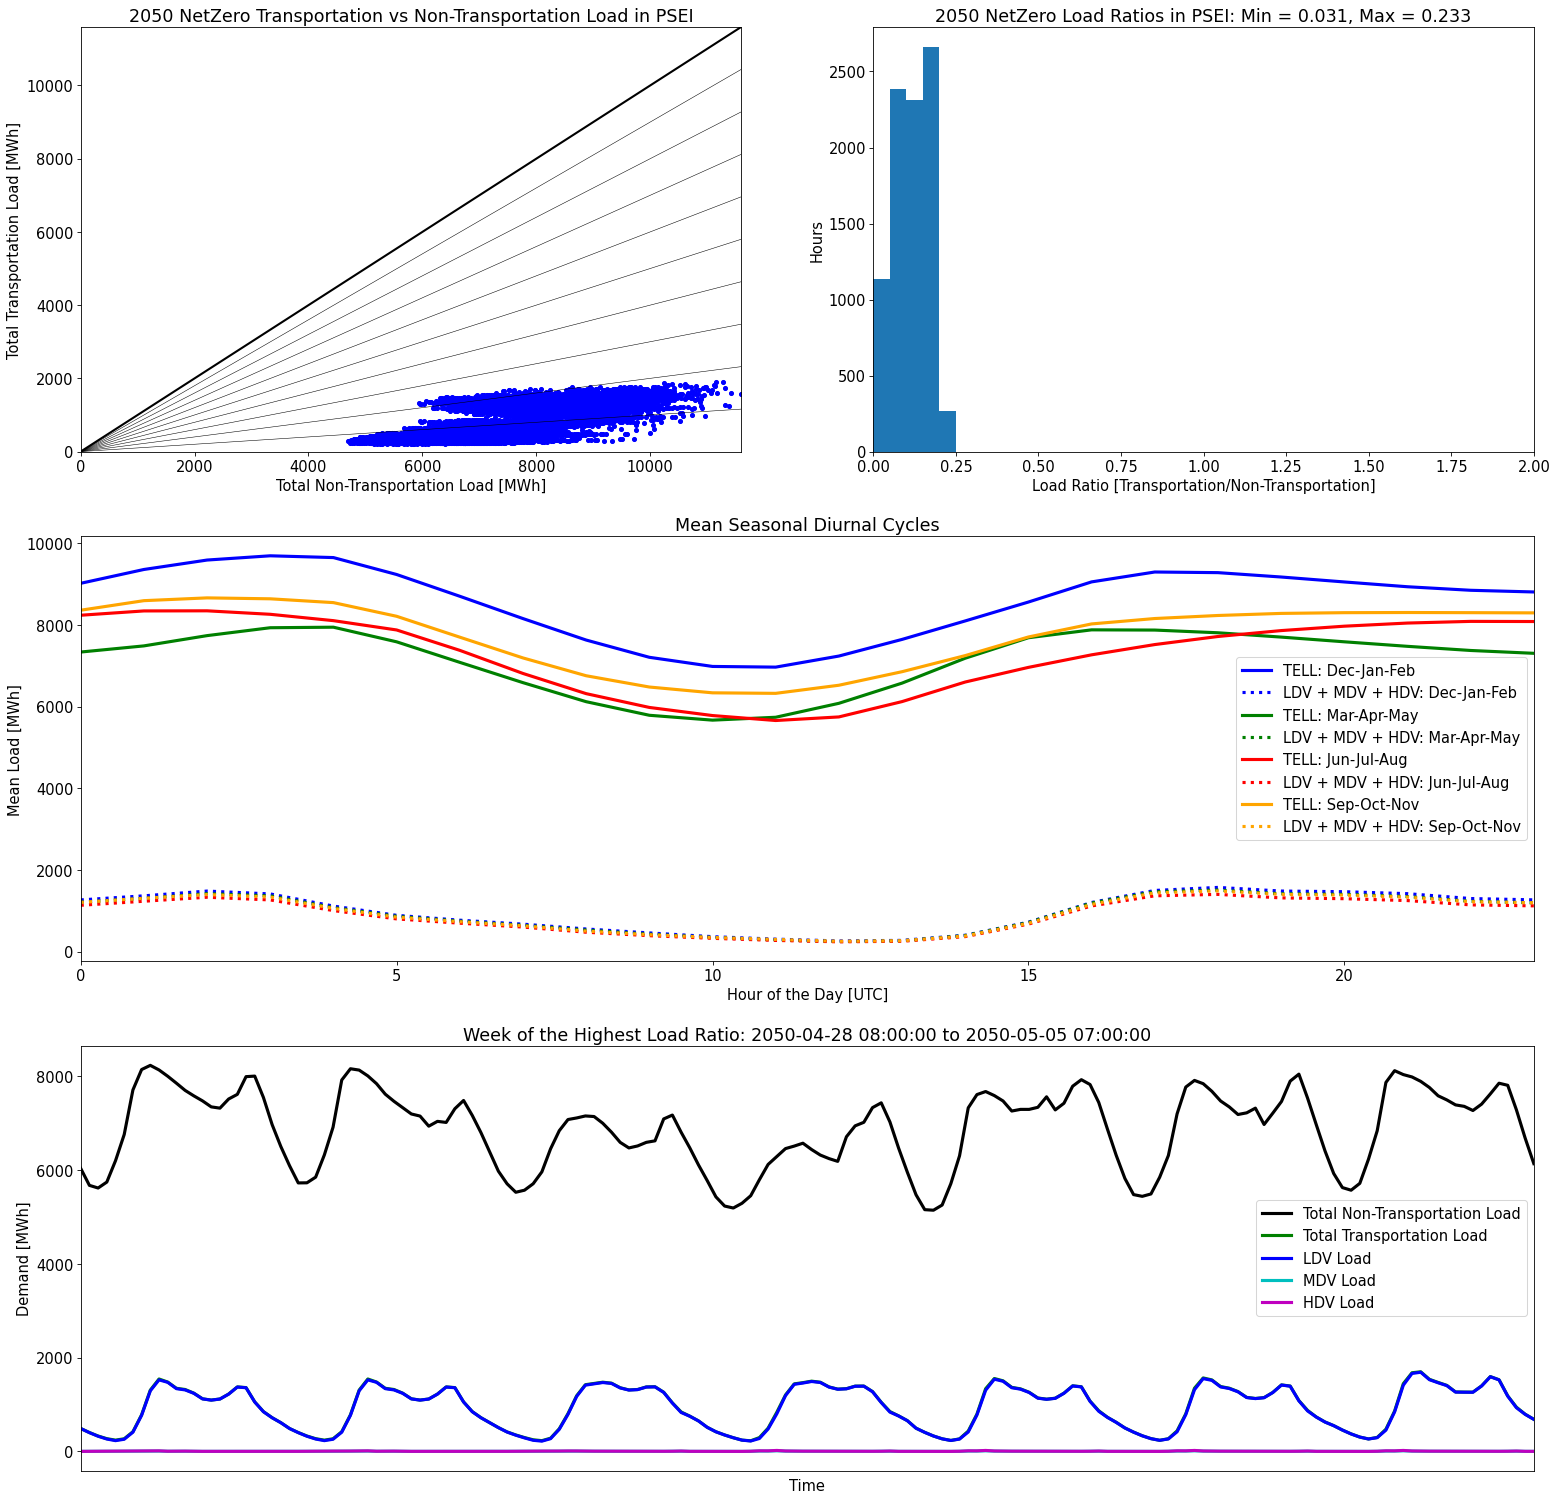 2050 NetZero Transportation vs Non-Transportation Load in PSEI
Total Transportation Load [MWh]
10000
8000
6000
4000
2000
0
0 2000 4000 6000 8000 10000
Total Non-Transportation Load [MWh]
2050 NetZero Load Ratios in PSEI: Min = 0.031, Max = 0.233
Hours
2500
2000
1500
1000
500
0
0.00 0.25 0.50 0.75 1.00 1.25 1.50 1.75 2.00
Load Ratio [Transportation/Non-Transportation]
Mean Seasonal Diurnal Cycles
Mean Load [MWh]
10000
8000
6000
4000
2000
0
TELL: Dec-Jan-Feb
LDV + MDV + HDV: Dec-Jan-Feb
TELL: Mar-Apr-May
LDV + MDV + HDV: Mar-Apr-May
TELL: Jun-Jul-Aug
LDV + MDV + HDV: Jun-Jul-Aug
TELL: Sep-Oct-Nov
LDV + MDV + HDV: Sep-Oct-Nov
0 5 10 15 20
Hour of the Day [UTC]
Week of the Highest Load Ratio: 2050-04-28 08:00:00 to 2050-05-05 07:00:00
Demand [MWh]
8000
6000
4000
2000
0
Total Non-Transportation Load
Total Transportation Load
LDV Load
MDV Load
HDV Load
Time